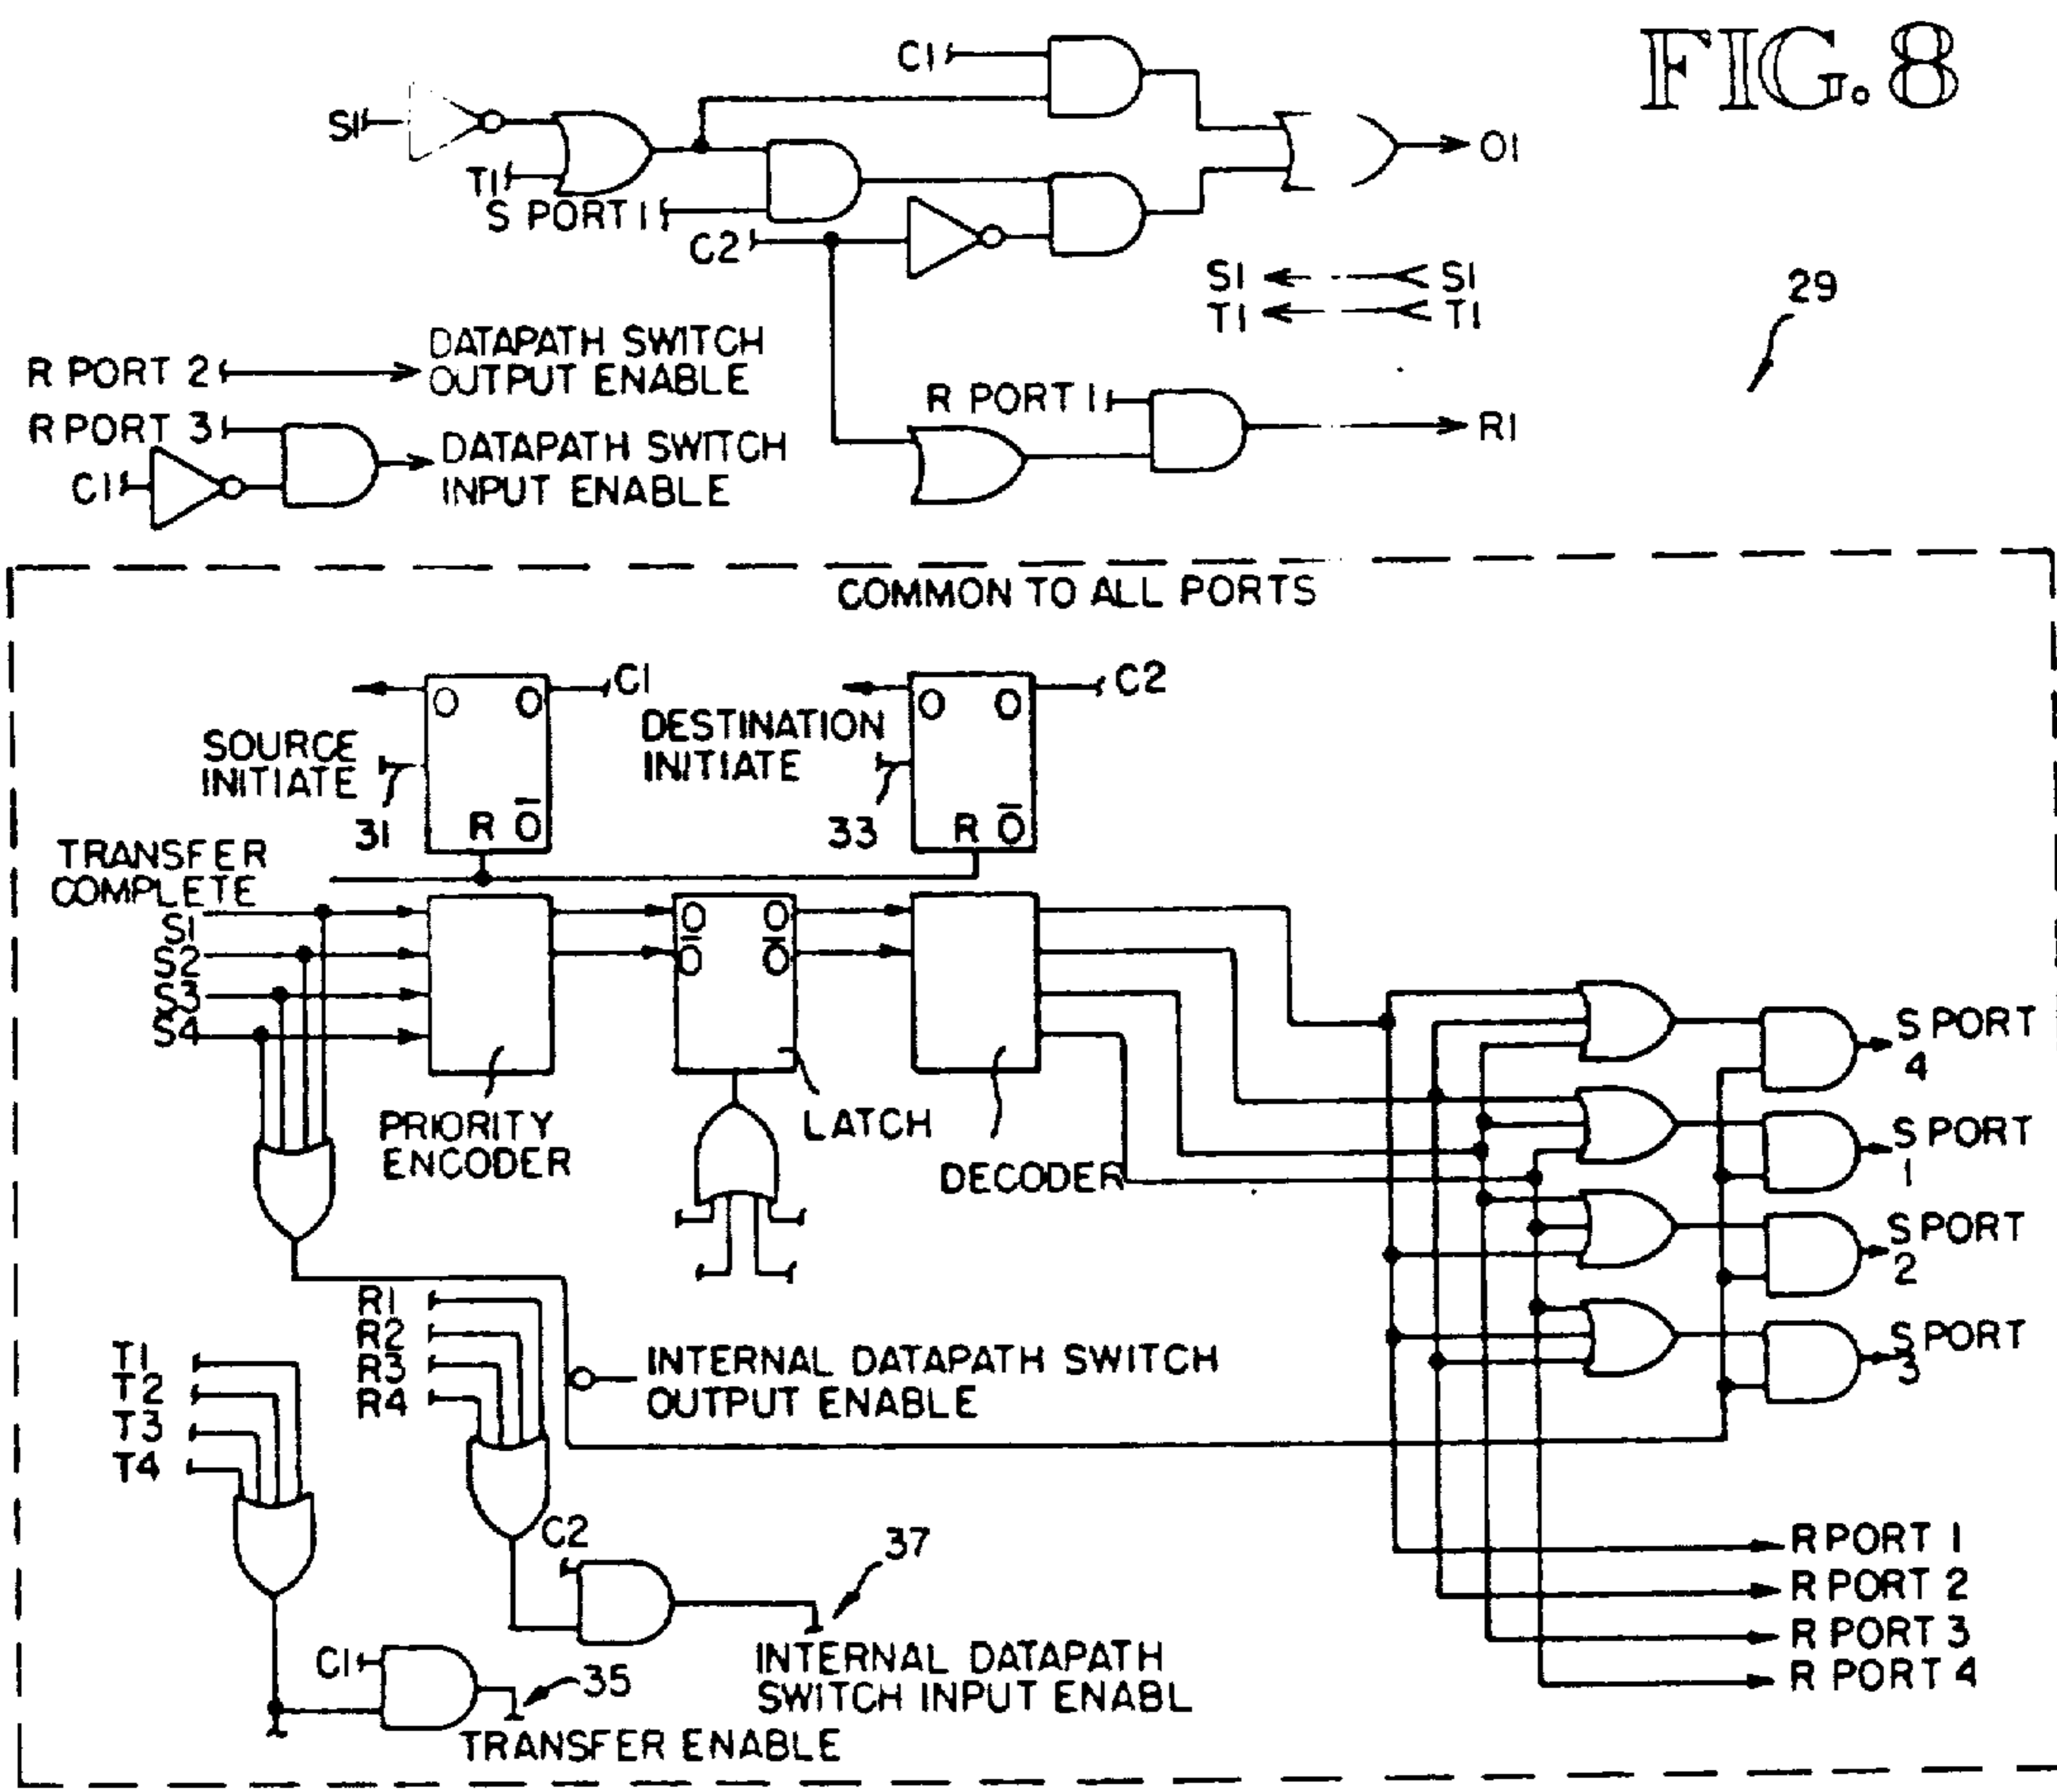 FIG. 8
C1
S1
T1
O1
S PORT 1
C2
S1 S1
T1 T1
29
R PORT 2
DATAPATH SWITCH
OUTPUT ENABLE
R PORT 3
C1
DATAPATH SWITCH
INPUT ENABLE
R PORT 1
R1
COMMON TO ALL PORTS
O O
C1
SOURCE
INITIATE
31
R O̅
O O
C2
DESTINATION
INITIATE
33
R O̅
TRANSFER
COMPLETE
S1
S2
S3
S4
O O
O̅ O̅
PRIORITY
ENCODER
LATCH
DECODER
S PORT
4
S PORT
1
S PORT
2
S PORT
3
R1
R2
R3
R4
INTERNAL DATAPATH SWITCH
OUTPUT ENABLE
T1
T2
T3
T4
C2
37
INTERNAL DATAPATH
SWITCH INPUT ENABL
C1
35
TRANSFER ENABLE
R PORT 1
R PORT 2
R PORT 3
R PORT 4